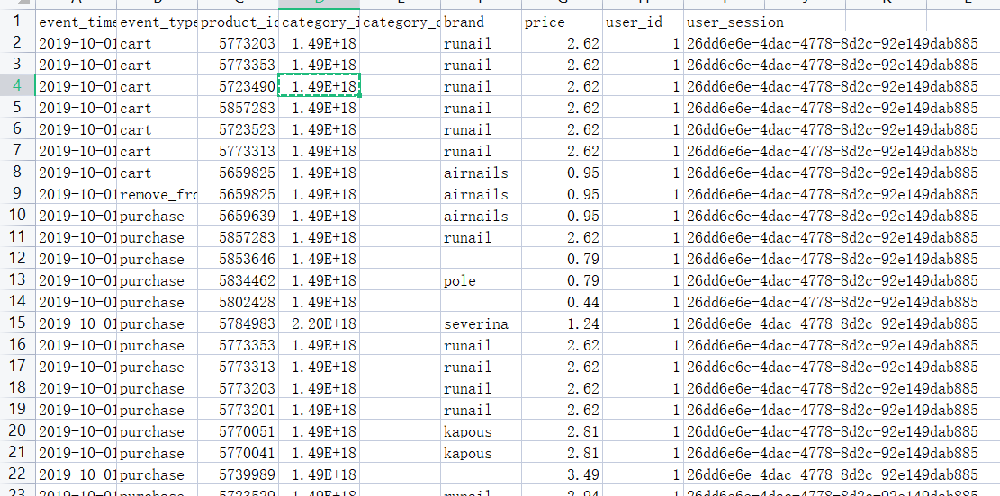 1 event_time event_type product_id category_i category_c brand price user_id user_session
2 2019-10-01 cart 5773203 1.49E+18 runail 2.62 1 26dd6e6e-4dac-4778-8d2c-92e149dab885
3 2019-10-01 cart 5773353 1.49E+18 runail 2.62 1 26dd6e6e-4dac-4778-8d2c-92e149dab885
4 2019-10-01 cart 5723490 1.49E+18 runail 2.62 1 26dd6e6e-4dac-4778-8d2c-92e149dab885
5 2019-10-01 cart 5857283 1.49E+18 runail 2.62 1 26dd6e6e-4dac-4778-8d2c-92e149dab885
6 2019-10-01 cart 5723523 1.49E+18 runail 2.62 1 26dd6e6e-4dac-4778-8d2c-92e149dab885
7 2019-10-01 cart 5773313 1.49E+18 runail 2.62 1 26dd6e6e-4dac-4778-8d2c-92e149dab885
8 2019-10-01 cart 5659825 1.49E+18 airnails 0.95 1 26dd6e6e-4dac-4778-8d2c-92e149dab885
9 2019-10-01 remove_fro 5659825 1.49E+18 airnails 0.95 1 26dd6e6e-4dac-4778-8d2c-92e149dab885
10 2019-10-01 purchase 5659639 1.49E+18 airnails 0.95 1 26dd6e6e-4dac-4778-8d2c-92e149dab885
11 2019-10-01 purchase 5857283 1.49E+18 runail 2.62 1 26dd6e6e-4dac-4778-8d2c-92e149dab885
12 2019-10-01 purchase 5853646 1.49E+18 0.79 1 26dd6e6e-4dac-4778-8d2c-92e149dab885
13 2019-10-01 purchase 5834462 1.49E+18 pole 0.79 1 26dd6e6e-4dac-4778-8d2c-92e149dab885
14 2019-10-01 purchase 5802428 1.49E+18 0.44 1 26dd6e6e-4dac-4778-8d2c-92e149dab885
15 2019-10-01 purchase 5784983 2.20E+18 severina 1.24 1 26dd6e6e-4dac-4778-8d2c-92e149dab885
16 2019-10-01 purchase 5773353 1.49E+18 runail 2.62 1 26dd6e6e-4dac-4778-8d2c-92e149dab885
17 2019-10-01 purchase 5773313 1.49E+18 runail 2.62 1 26dd6e6e-4dac-4778-8d2c-92e149dab885
18 2019-10-01 purchase 5773203 1.49E+18 runail 2.62 1 26dd6e6e-4dac-4778-8d2c-92e149dab885
19 2019-10-01 purchase 5773201 1.49E+18 runail 2.62 1 26dd6e6e-4dac-4778-8d2c-92e149dab885
20 2019-10-01 purchase 5770051 1.49E+18 kapous 2.81 1 26dd6e6e-4dac-4778-8d2c-92e149dab885
21 2019-10-01 purchase 5770041 1.49E+18 kapous 2.81 1 26dd6e6e-4dac-4778-8d2c-92e149dab885
22 2019-10-01 purchase 5739989 1.49E+18 3.49 1 26dd6e6e-4dac-4778-8d2c-92e149dab885
23 2019-10-01 purchase 5723529 1.49E+18 runail 2.94 1 26dd6e6e-4dac-4778-8d2c-92e149dab885